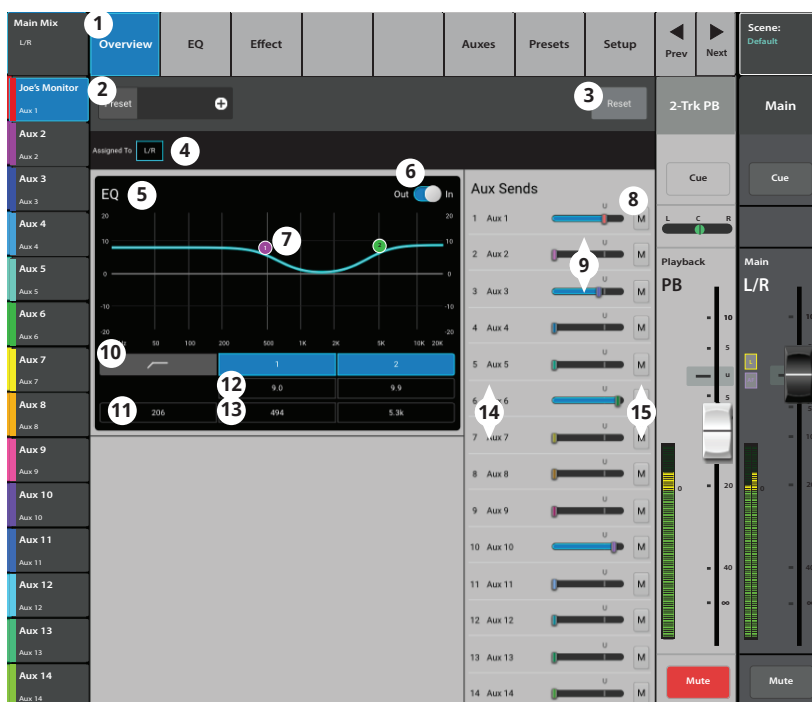 Main Mix
L/R
1
Overview
EQ
Effect
Auxes
Presets
Setup
Prev
Next
Scene:
Default
Joe's Monitor
Aux 1
Aux 2
Aux 2
Aux 3
Aux 3
Aux 4
Aux 4
Aux 5
Aux 5
Aux 6
Aux 6
Aux 7
Aux 7
Aux 8
Aux 8
Aux 9
Aux 9
Aux 10
Aux 10
Aux 11
Aux 11
Aux 12
Aux 12
Aux 13
Aux 13
Aux 14
Aux 14
2
Preset
3
Reset
Assigned To L/R
4
EQ
5
6
Out In
20 20
10 10
0 0
-10 -10
-20 -20
50 100 200 500 1K 2K 5K 10K 20K
1
7
2
10
1 2
12
9.0 9.9
11
206
13
494 5.3k
Aux Sends
8
1 Aux 1 U M
2 Aux 2 U M
9
3 Aux 3 U M
4 Aux 4 U M
5 Aux 5 U M
14
15
6 Aux 6 U M
7 Aux 7 U M
8 Aux 8 U M
9 Aux 9 U M
10 Aux 10 U M
11 Aux 11 U M
12 Aux 12 U M
13 Aux 13 U M
14 Aux 14 U M
2-Trk PB
Cue
L C R
Playback
PB
10
5
U
5
0
20
40
∞
Mute
Main
Cue
Main
L/R
L
0
20
40
∞
Mute